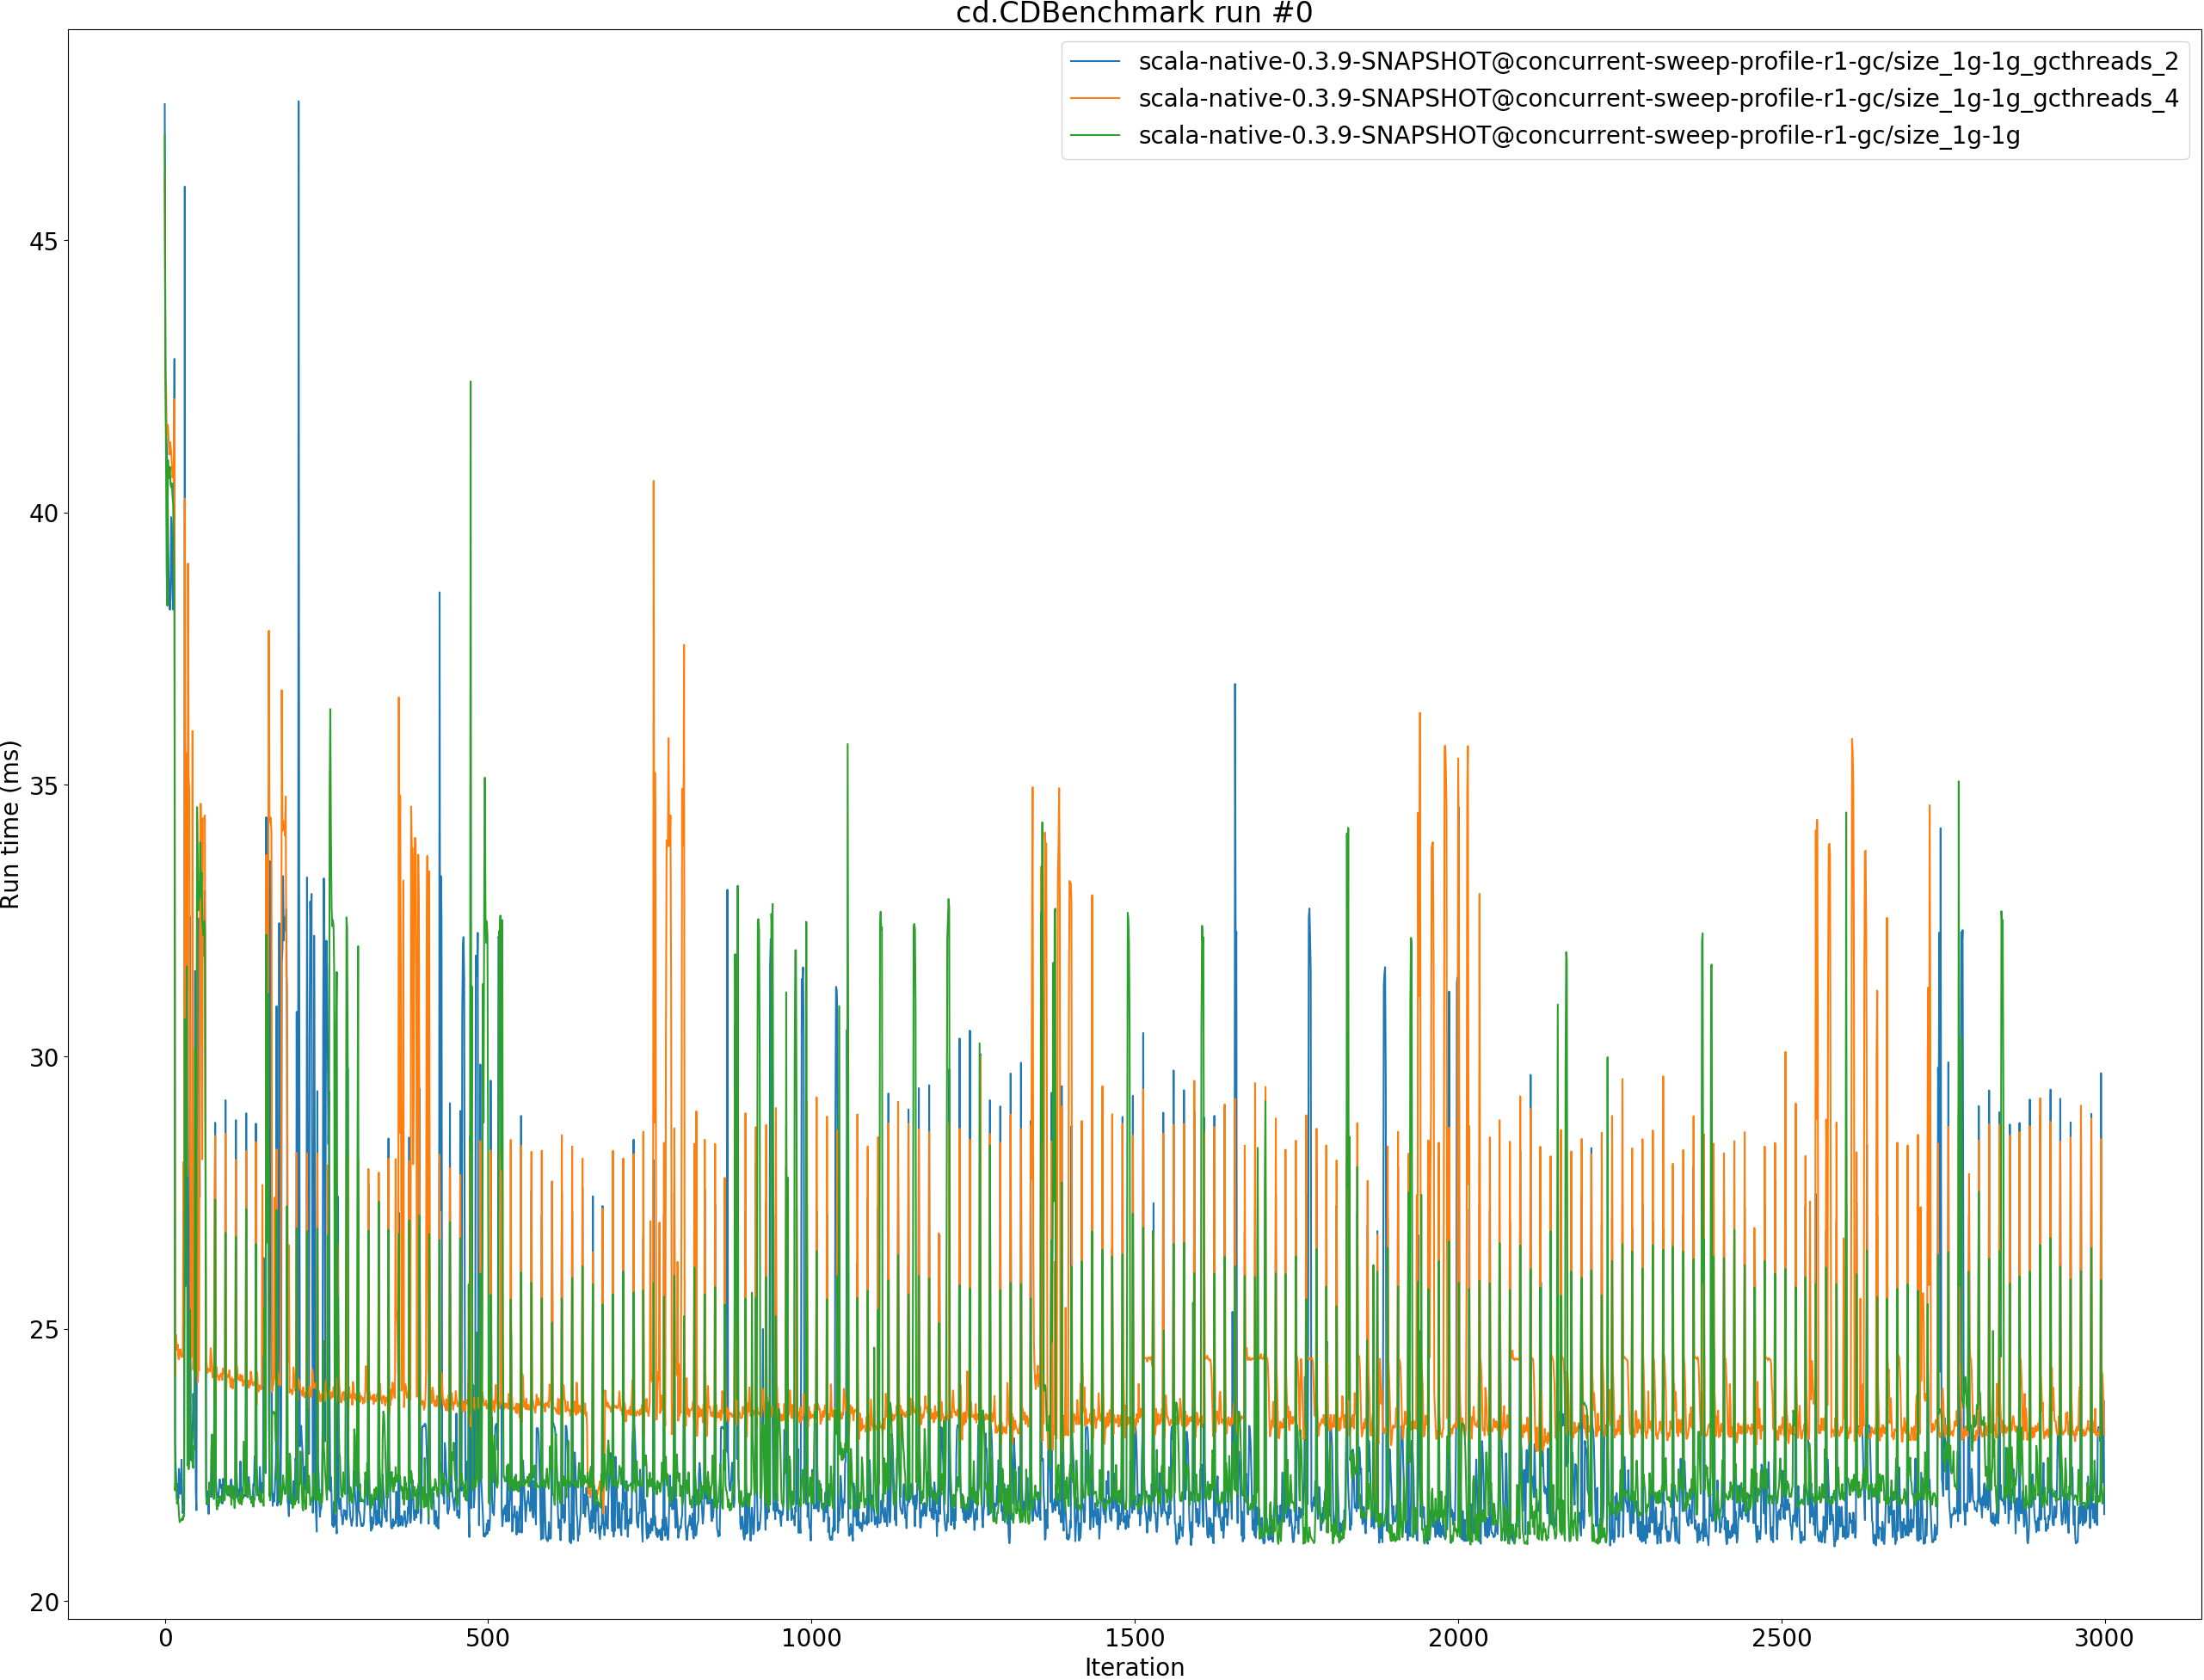 cd.CDBenchmark run #0
scala-native-0.3.9-SNAPSHOT@concurrent-sweep-profile-r1-gc/size_1g-1g_gcthreads_2
scala-native-0.3.9-SNAPSHOT@concurrent-sweep-profile-r1-gc/size_1g-1g_gcthreads_4
scala-native-0.3.9-SNAPSHOT@concurrent-sweep-profile-r1-gc/size_1g-1g
45
40
35
30
25
20
Run time (ms)
0 500 1000 1500 2000 2500 3000
Iteration